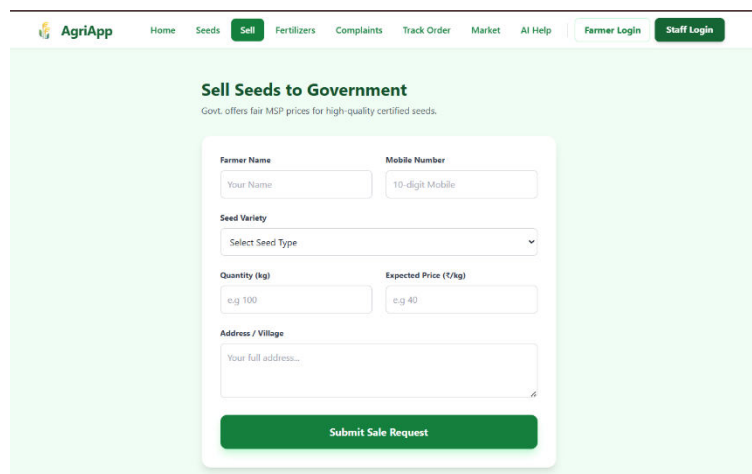 AgriApp Home Seeds Sell Fertilizers Complaints Track Order Market AI Help Farmer Login Staff Login
Sell Seeds to Government
Govt. offers fair MSP prices for high-quality certified seeds.
Farmer Name Mobile Number
Your Name 10-digit Mobile
Seed Variety
Select Seed Type
Quantity (kg) Expected Price (₹/kg)
e.g 100 e.g 40
Address / Village
Your full address...
Submit Sale Request